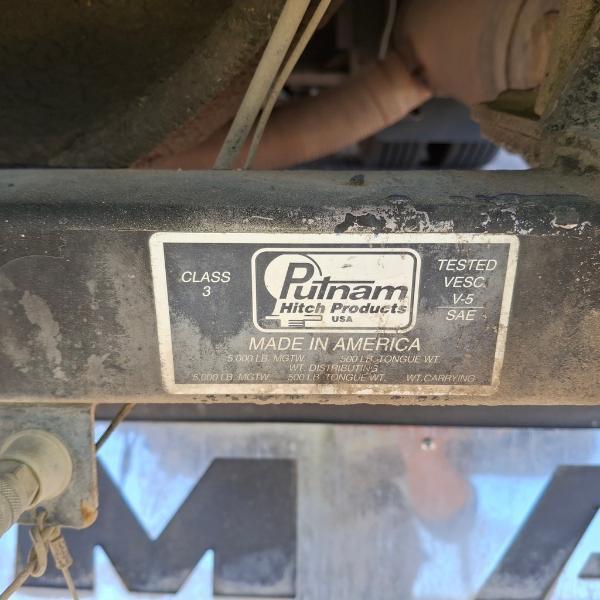 CLASS
3
Putnam
Hitch Products
USA
TESTED
VESC
V-5
SAE
MADE IN AMERICA
5,000 LB. MGTW 500 LB. TONGUE WT.
WT. DISTRIBUTING
5,000 LB. MGTW 500 LB. TONGUE WT. WT. CARRYING
M A